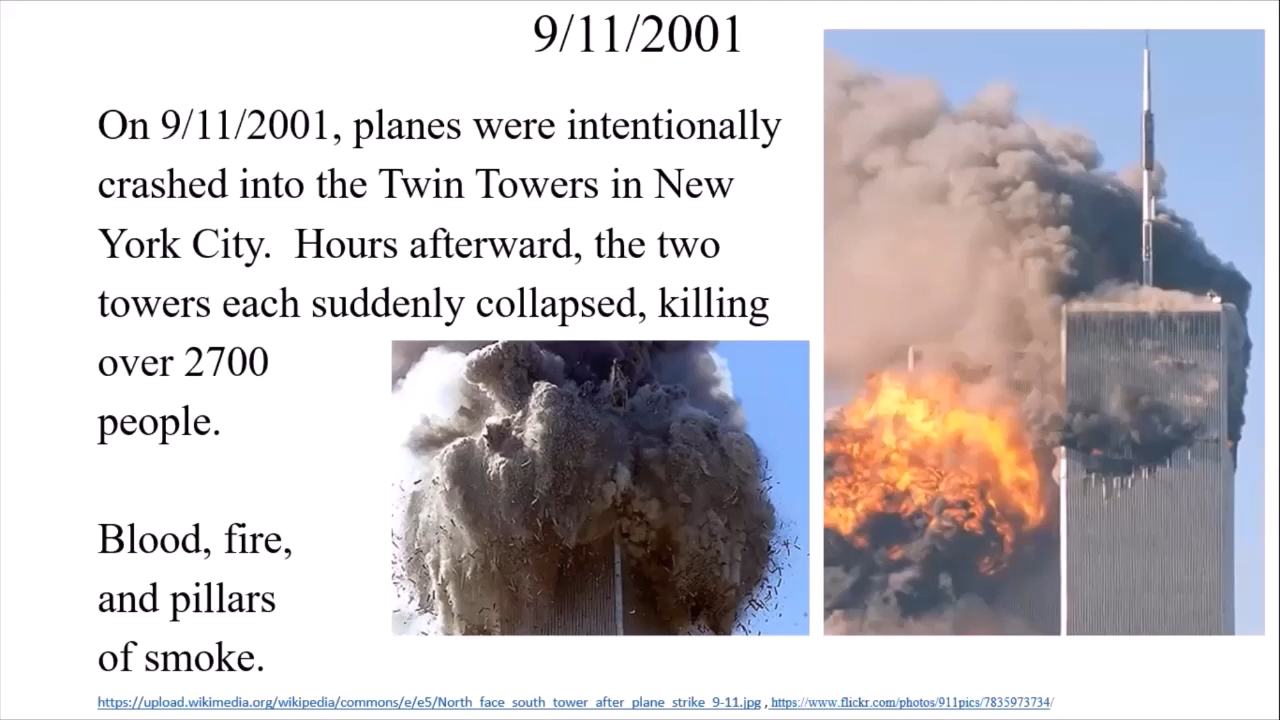 9/11/2001
On 9/11/2001, planes were intentionally
crashed into the Twin Towers in New
York City.  Hours afterward, the two
towers each suddenly collapsed, killing
over 2700
people.
Blood, fire,
and pillars
of smoke.
https://upload.wikimedia.org/wikipedia/commons/e/e5/North_face_south_tower_after_plane_strike_9-11.jpg , https://www.flickr.com/photos/911pics/7835973734/